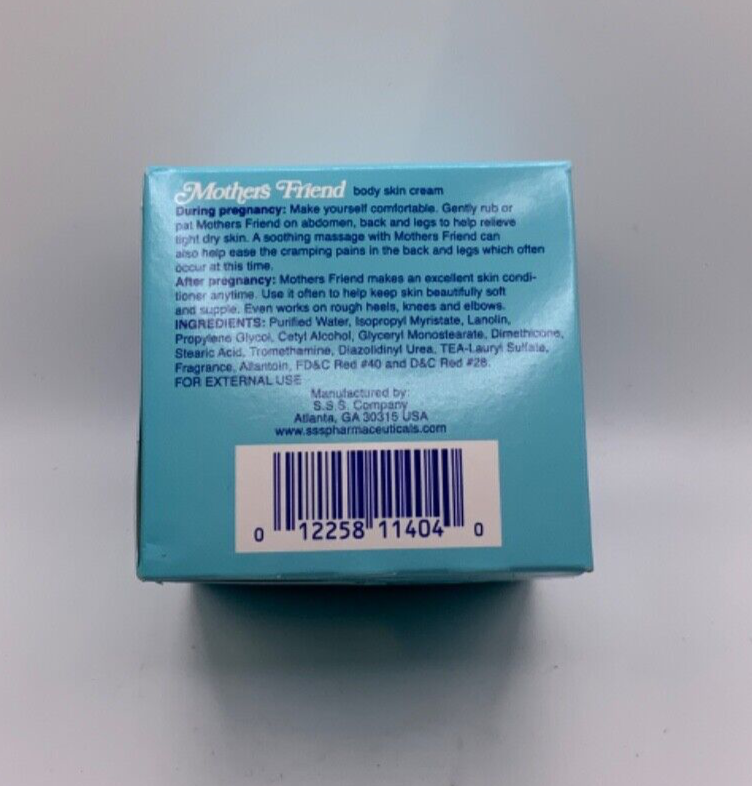 Mothers Friend body skin cream
During pregnancy: Make yourself comfortable. Gently rub or
pat Mothers Friend on abdomen, back and legs to help relieve
tight dry skin. A soothing massage with Mothers Friend can
also help ease the cramping pains in the back and legs which often
occur at this time.
After pregnancy: Mothers Friend makes an excellent skin condi-
tioner anytime. Use it often to help keep skin beautifully soft
and supple. Even works on rough heels, knees and elbows.
INGREDIENTS: Purified Water, Isopropyl Myristate, Lanolin,
Propylene Glycol, Cetyl Alcohol, Glyceryl Monostearate, Dimethicone,
Stearic Acid, Tromethamine, Diazolidinyl Urea, TEA-Lauryl Sulfate,
Fragrance, Allantoin, FD&C Red #40 and D&C Red #28.
FOR EXTERNAL USE
Manufactured by:
S.S.S. Company
Atlanta, GA 30315 USA
www.ssspharmaceuticals.com
0 12258 11404 0